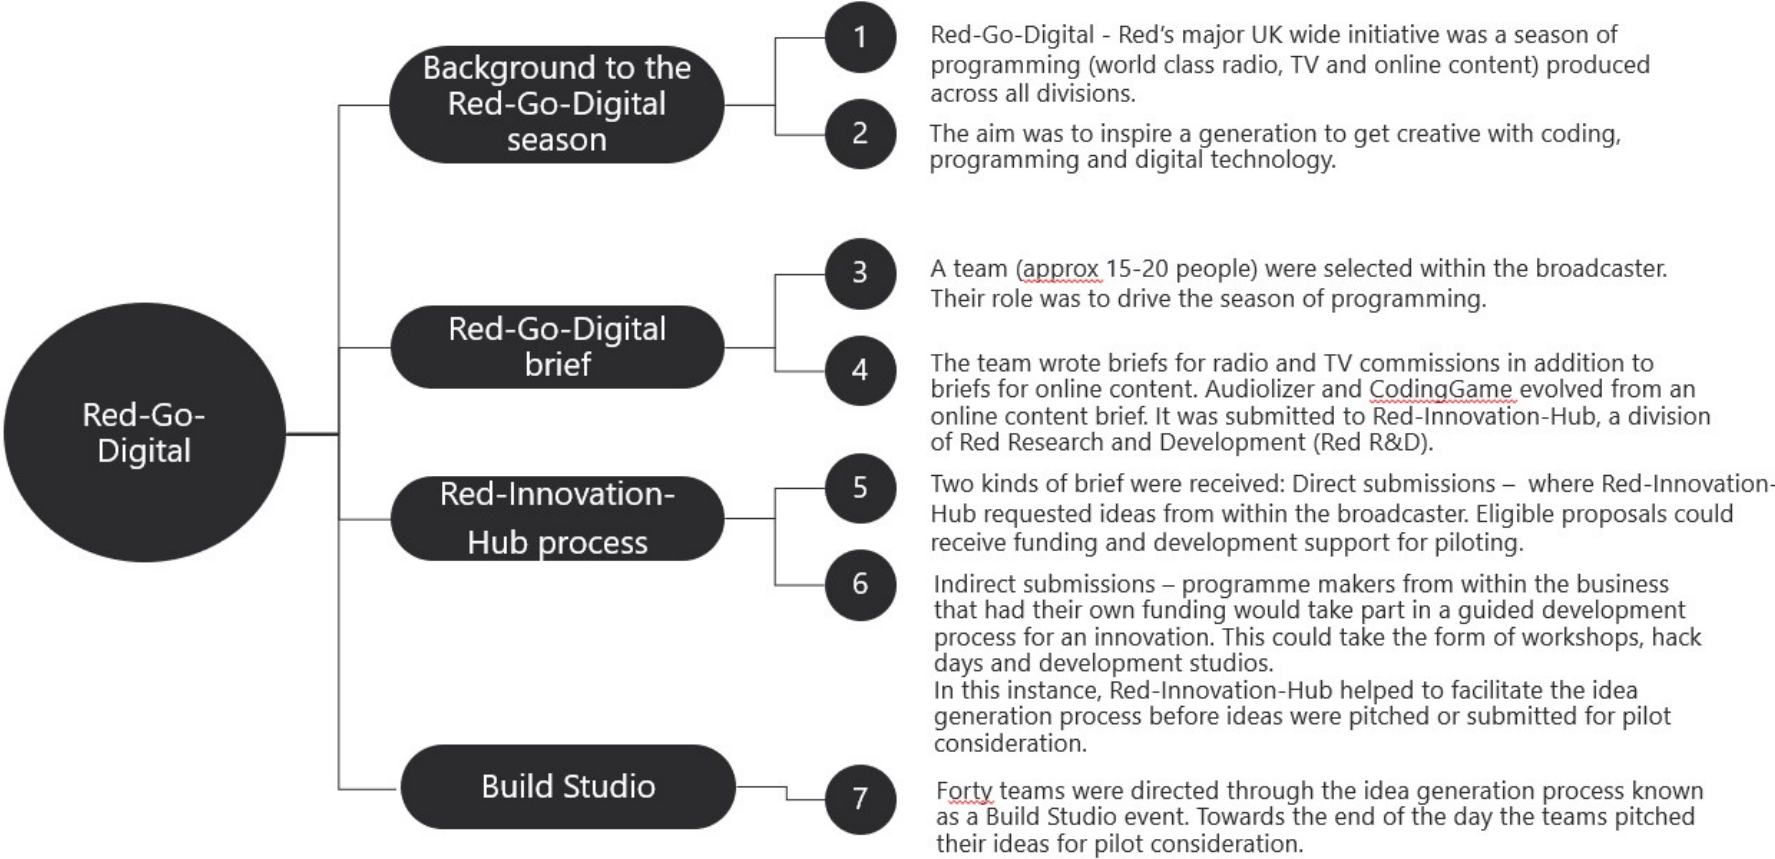 Red-Go-
Digital
Background to the
Red-Go-Digital
season
1
Red-Go-Digital - Red's major UK wide initiative was a season of
programming (world class radio, TV and online content) produced
across all divisions.
2
The aim was to inspire a generation to get creative with coding,
programming and digital technology.
Red-Go-Digital
brief
3
A team (approx 15-20 people) were selected within the broadcaster.
Their role was to drive the season of programming.
4
The team wrote briefs for radio and TV commissions in addition to
briefs for online content. Audiolizer and CodingGame evolved from an
online content brief. It was submitted to Red-Innovation-Hub, a division
of Red Research and Development (Red R&D).
Red-Innovation-
Hub process
5
Two kinds of brief were received: Direct submissions – where Red-Innovation-
Hub requested ideas from within the broadcaster. Eligible proposals could
receive funding and development support for piloting.
6
Indirect submissions – programme makers from within the business
that had their own funding would take part in a guided development
process for an innovation. This could take the form of workshops, hack
days and development studios.
In this instance, Red-Innovation-Hub helped to facilitate the idea
generation process before ideas were pitched or submitted for pilot
consideration.
Build Studio
7
Forty teams were directed through the idea generation process known
as a Build Studio event. Towards the end of the day the teams pitched
their ideas for pilot consideration.